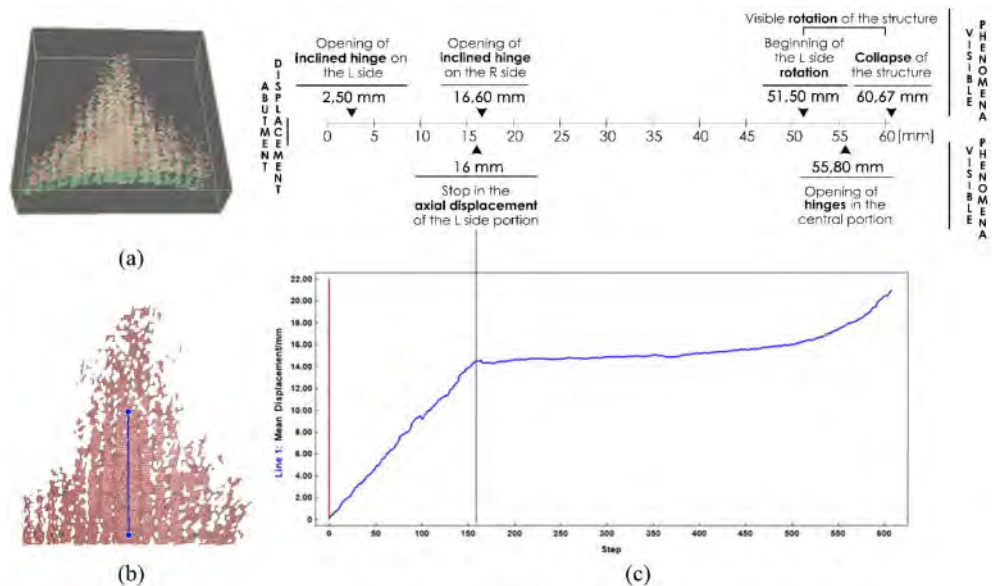 (a)
(b)
ABUTMENT
DISPLACEMENT
Opening of
inclined hinge on
the L side
2,50 mm
Opening of
inclined hinge
on the R side
16.60 mm
Visible rotation of the structure
Beginning of
the L side
rotation
51.50 mm
Collapse of
the structure
60,67 mm
VISIBLE
PHENOMENA
0 5 10 15 20 25 30 35 40 45 50 55 60 [mm]
16 mm
Stop in the
axial displacement
of the L side portion
55,80 mm
Opening of
hinges in the
central portion
VISIBLE
PHENOMENA
Line 1: Mean Displacement/mm
22.00
20.00
18.00
16.00
14.00
12.00
10.00
8.00
6.00
4.00
2.00
0
0 50 100 150 200 250 300 350 400 450 500 550 600
Step
(c)